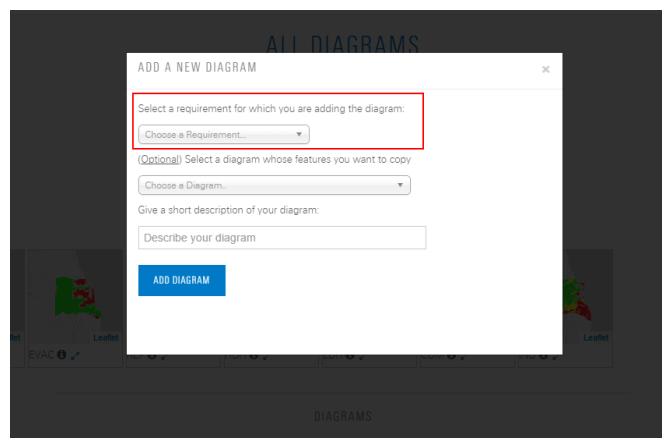 ALL DIAGRAMS
ADD A NEW DIAGRAM
×
Select a requirement for which you are adding the diagram:
Choose a Requirement...
(Optional) Select a diagram whose features you want to copy
Choose a Diagram..
Give a short description of your diagram:
Describe your diagram
ADD DIAGRAM
Leaflet
Leaflet
EVAC
DIAGRAMS